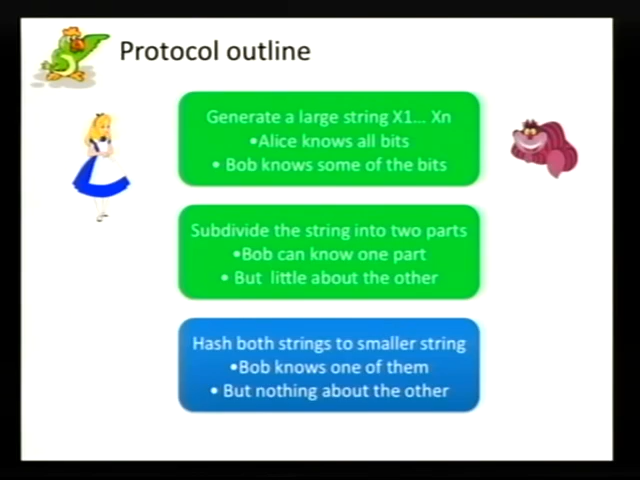 Protocol outline
Generate a large string X1... Xn
•Alice knows all bits
• Bob knows some of the bits
Subdivide the string into two parts
•Bob can know one part
• But little about the other
Hash both strings to smaller string
•Bob knows one of them
• But nothing about the other